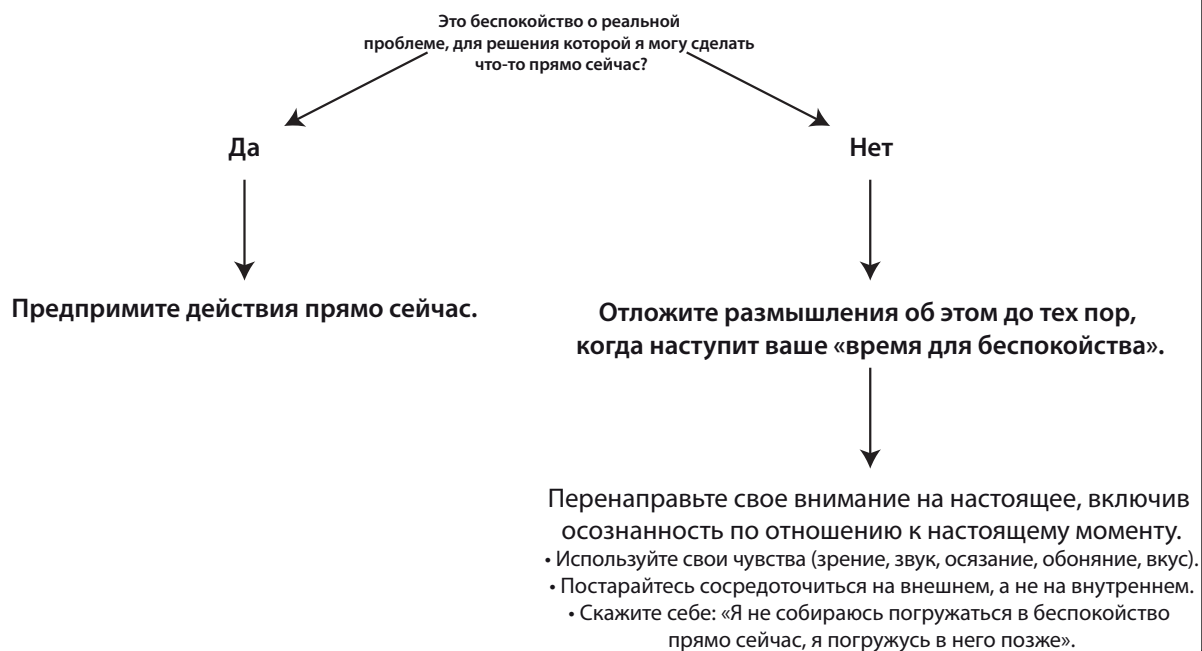 Это беспокойство о реальной
проблеме, для решения которой я могу сделать
что-то прямо сейчас?
Да
Нет
Предпримите действия прямо сейчас.
Отложите размышления об этом до тех пор,
когда наступит ваше «время для беспокойства».
Перенаправьте свое внимание на настоящее, включив
осознанность по отношению к настоящему моменту.
• Используйте свои чувства (зрение, звук, осязание, обоняние, вкус).
• Постарайтесь сосредоточиться на внешнем, а не на внутреннем.
• Скажите себе: «Я не собираюсь погружаться в беспокойство
прямо сейчас, я погружусь в него позже».